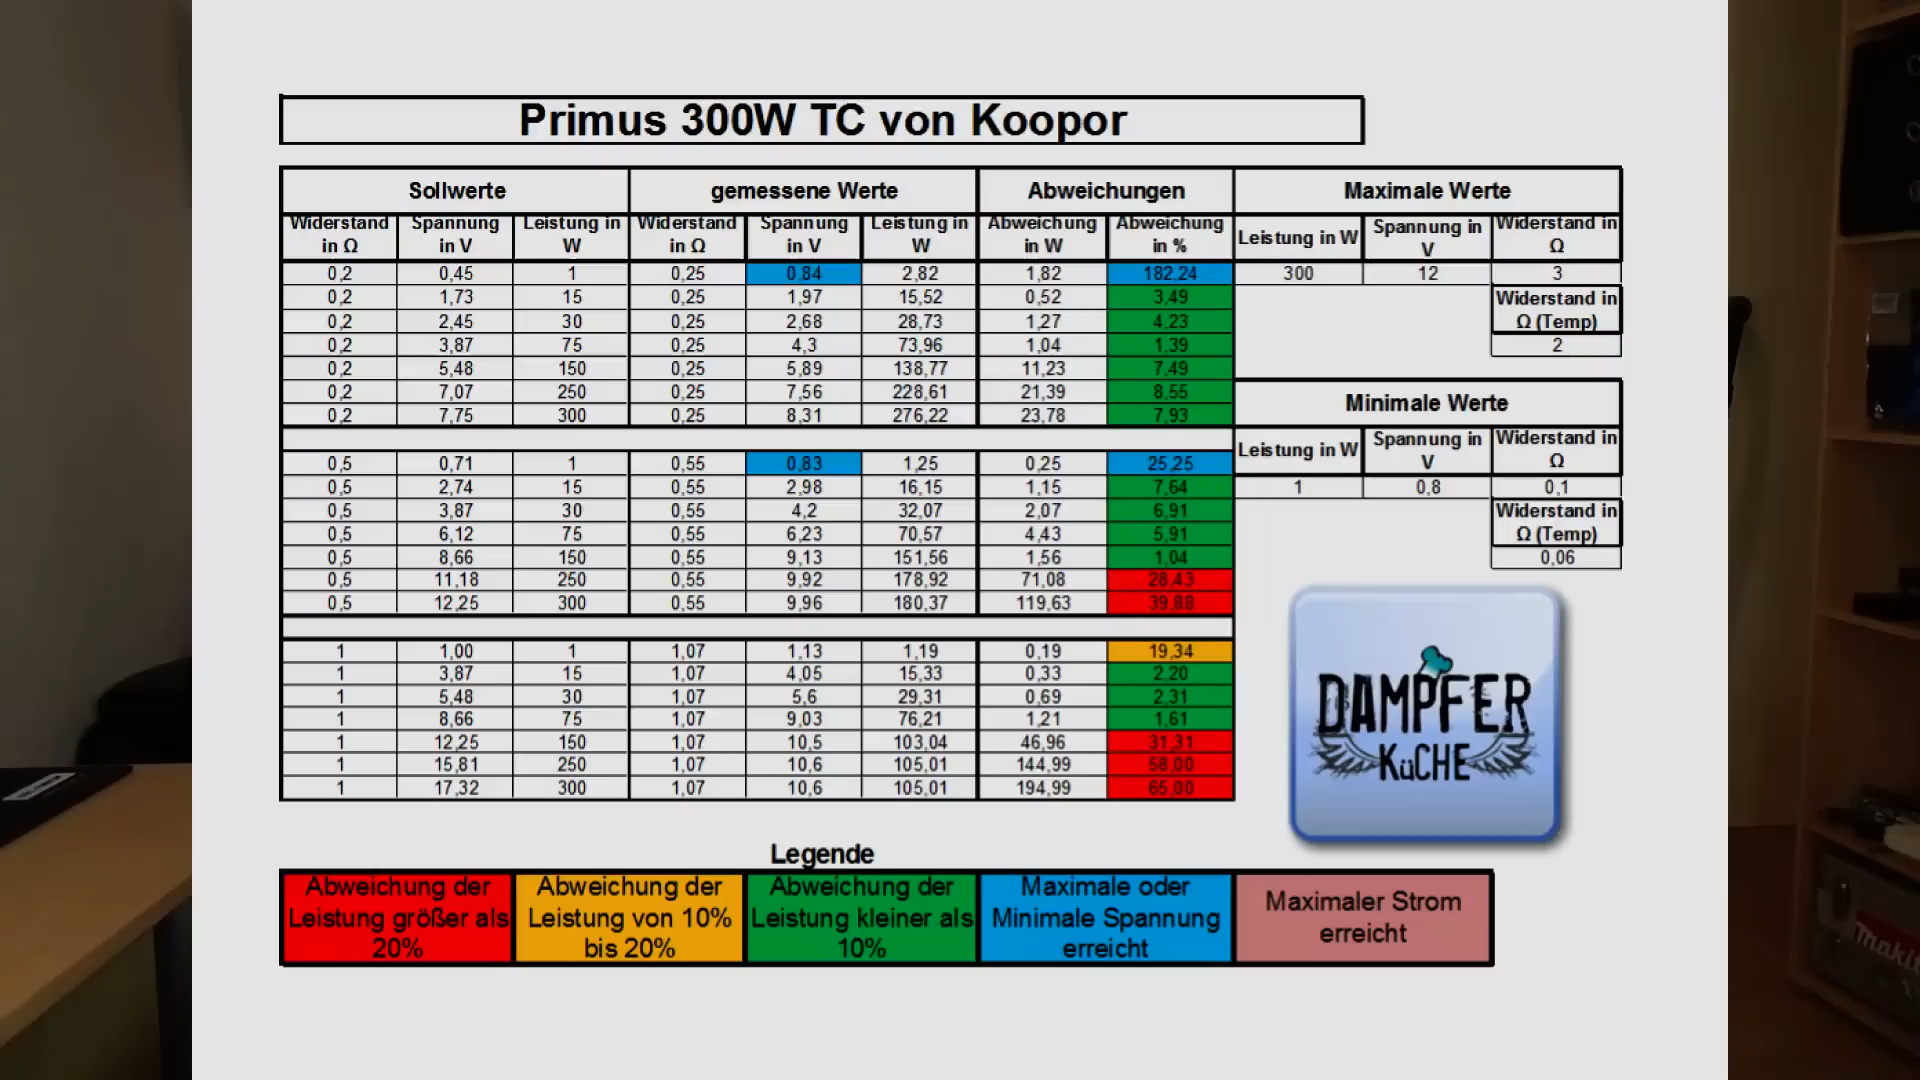 Primus 300W TC von Koopor
Sollwerte gemessene Werte Abweichungen Maximale Werte
Widerstand in Ω Spannung in V Leistung in W Widerstand in Ω Spannung in V Leistung in W Abweichung in W Abweichung in % Leistung in W Spannung in V Widerstand in Ω
0,2 0,45 1 0,25 0,84 2,82 1,82 182,24 300 12 3
0,2 1,73 15 0,25 1,97 15,52 0,52 3,49 Widerstand in
0,2 2,45 30 0,25 2,68 28,73 1,27 4,23 Ω (Temp)
0,2 3,87 75 0,25 4,3 73,96 1,04 1,39 2
0,2 5,48 150 0,25 5,89 138,77 11,23 7,49
0,2 7,07 250 0,25 7,56 228,61 21,39 8,55
0,2 7,75 300 0,25 8,31 276,22 23,78 7,93
Minimale Werte
Leistung in W Spannung in V Widerstand in Ω
0,5 0,71 1 0,55 0,83 1,25 0,25 25,25
0,5 2,74 15 0,55 2,98 16,15 1,15 7,64 1 0,8 0,1
0,5 3,87 30 0,55 4,2 32,07 2,07 6,91 Widerstand in
0,5 6,12 75 0,55 6,23 70,57 4,43 5,91 Ω (Temp)
0,5 8,66 150 0,55 9,13 151,56 1,56 1,04 0,06
0,5 11,18 250 0,55 9,92 178,92 71,08 28,43
0,5 12,25 300 0,55 9,96 180,37 119,63 39,88
1 1,00 1 1,07 1,13 1,19 0,19 19,34
1 3,87 15 1,07 4,05 15,33 0,33 2,20
1 5,48 30 1,07 5,6 29,31 0,69 2,31
1 8,66 75 1,07 9,03 76,21 1,21 1,61
1 12,25 150 1,07 10,5 103,04 46,96 31,31
1 15,81 250 1,07 10,6 105,01 144,99 58,00
1 17,32 300 1,07 10,6 105,01 194,99 65,00
DAMPFER
KüCHE
Legende
Abweichung der
Leistung größer als
20%
Abweichung der
Leistung von 10%
bis 20%
Abweichung der
Leistung kleiner als
10%
Maximale oder
Minimale Spannung
erreicht
Maximaler Strom
erreicht